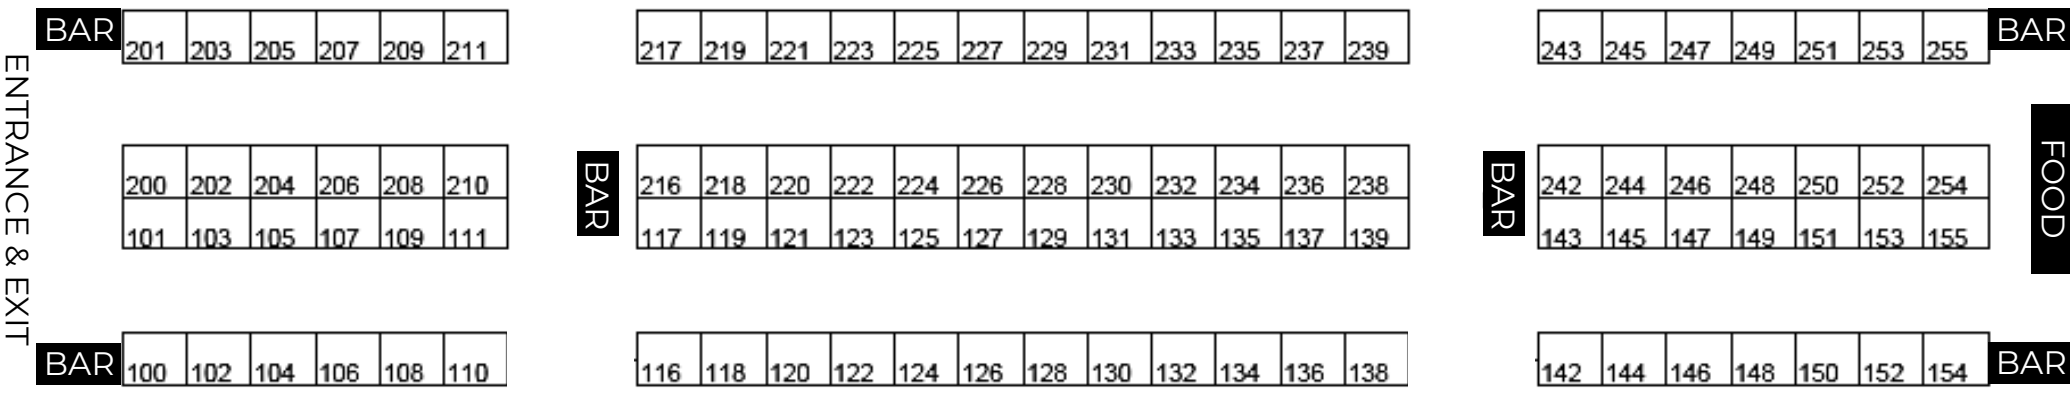 BAR 201 203 205 207 209 211 217 219 221 223 225 227 229 231 233 235 237 239 243 245 247 249 251 253 255 BAR
ENTRANCE & EXIT
200 202 204 206 208 210 BAR 216 218 220 222 224 226 228 230 232 234 236 238 BAR 242 244 246 248 250 252 254 FOOD
101 103 105 107 109 111 117 119 121 123 125 127 129 131 133 135 137 139 143 145 147 149 151 153 155
BAR 100 102 104 106 108 110 116 118 120 122 124 126 128 130 132 134 136 138 142 144 146 148 150 152 154 BAR